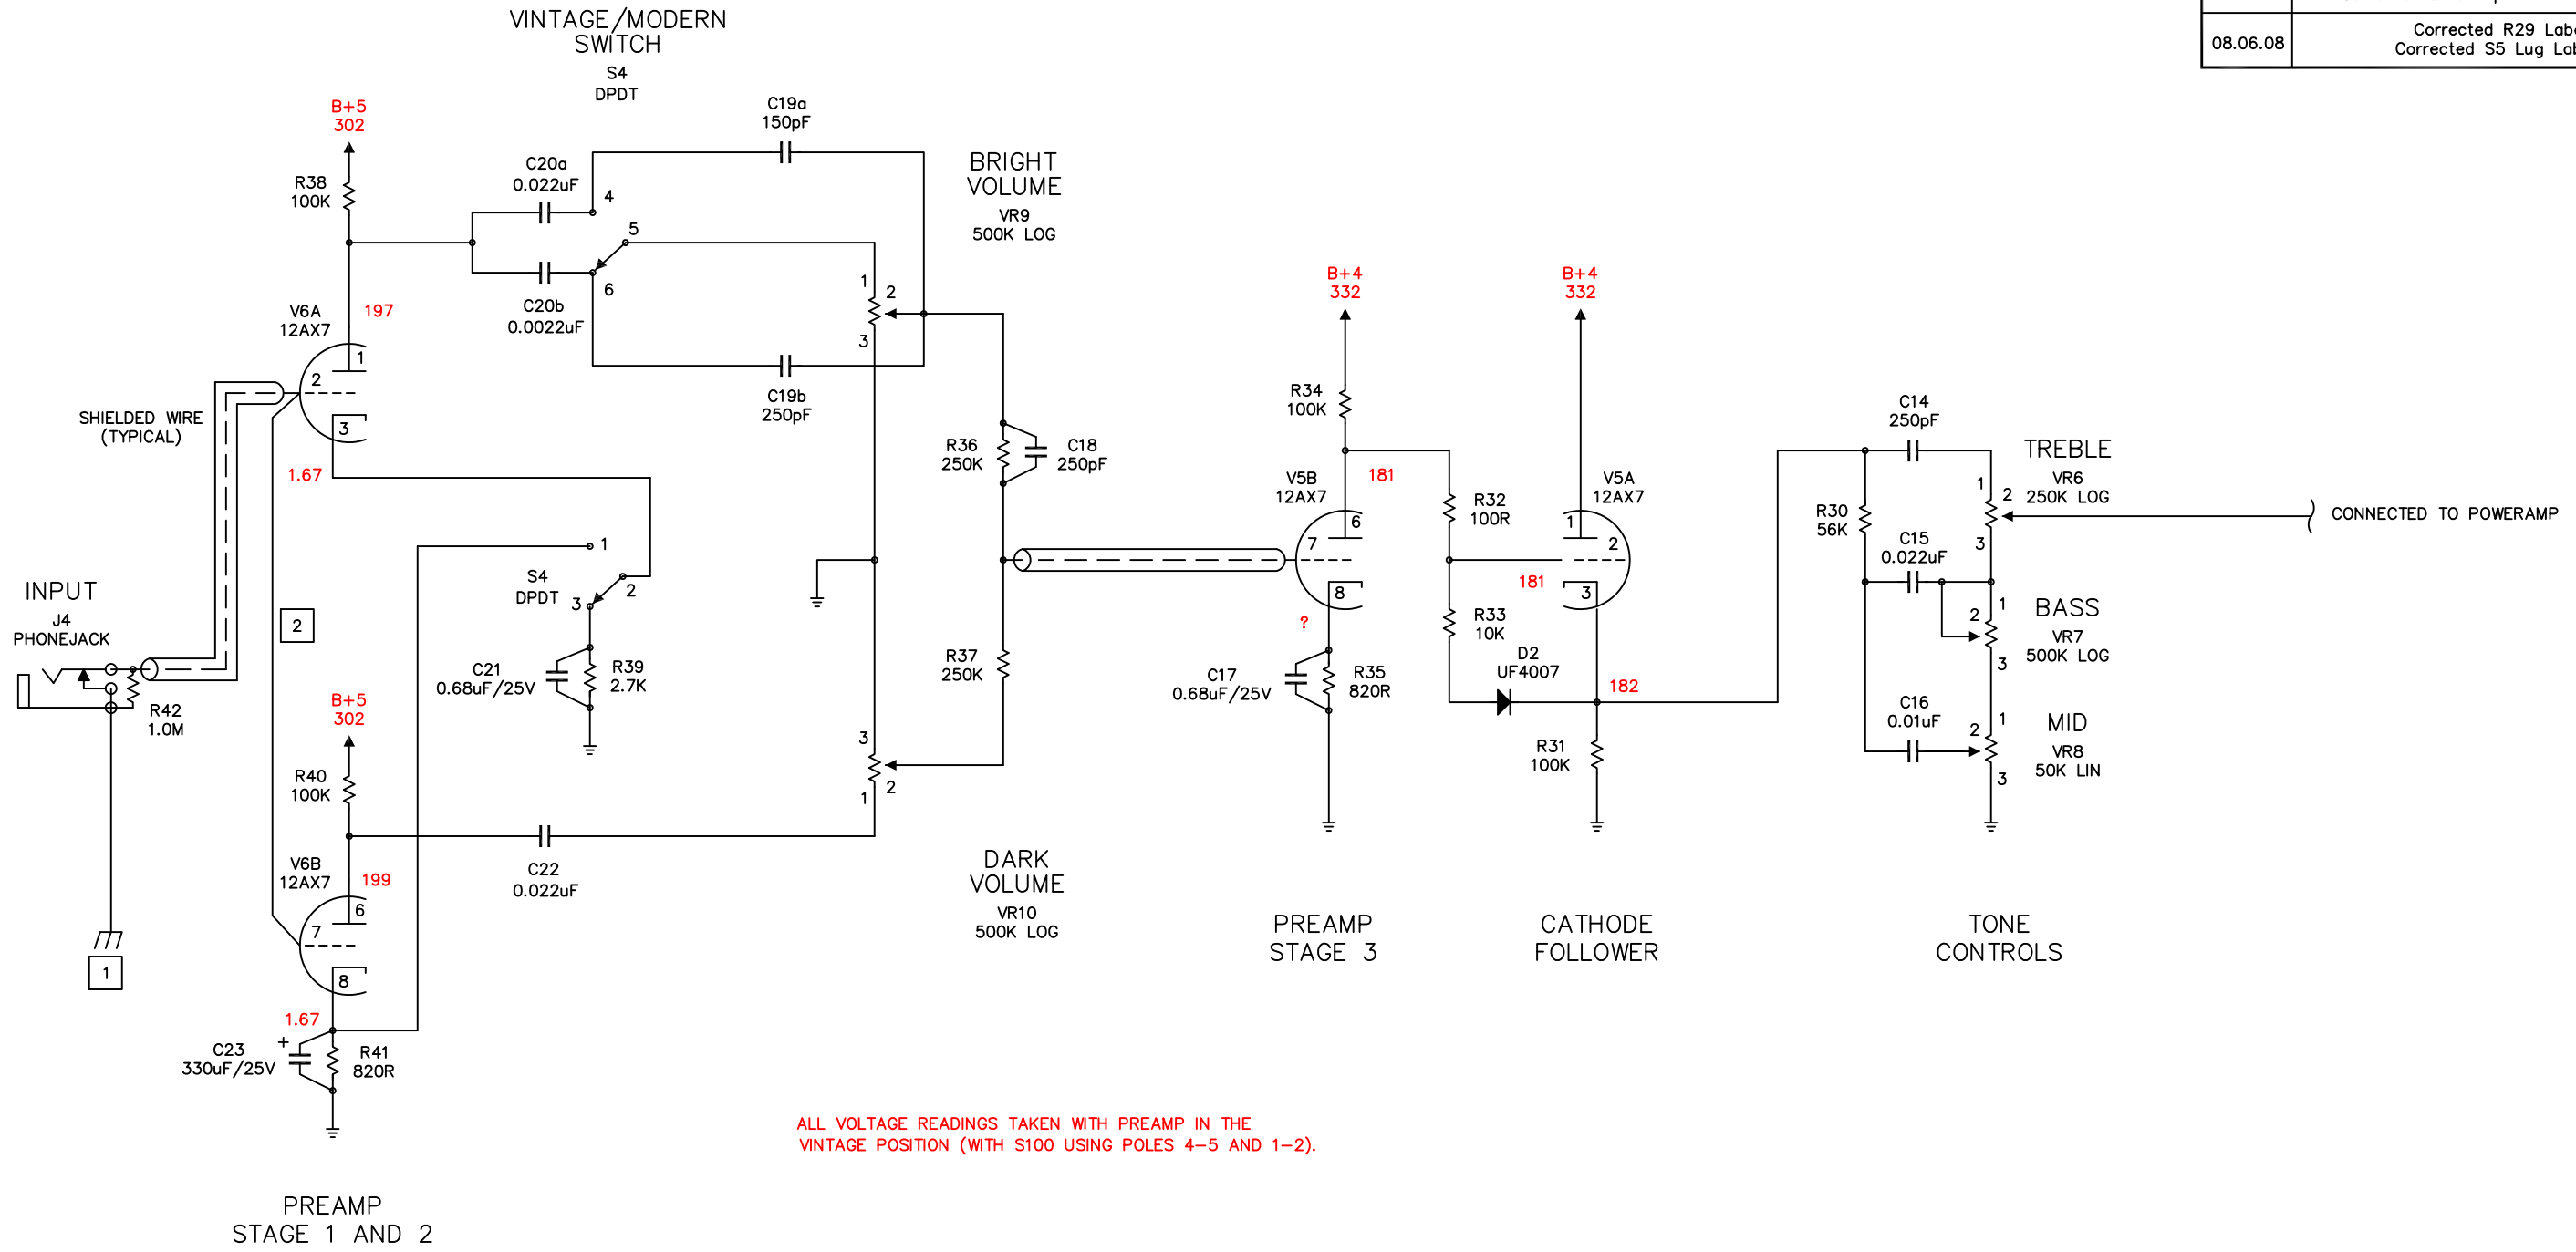 VINTAGE/MODERN
SWITCH
S4
DPDT
08.06.08
Corrected R29 Lab
Corrected S5 Lug Lab
B+5
302
R38
100K
C20a
0.022uF
4
5
6
C20b
0.0022uF
C19a
150pF
C19b
250pF
BRIGHT
VOLUME
VR9
500K LOG
1
2
3
V6A
12AX7
197
1
2
3
1.67
SHIELDED WIRE
(TYPICAL)
INPUT
J4
PHONEJACK
R42
1.0M
1
2
S4
DPDT
1
2
3
C21
0.68uF/25V
R39
2.7K
B+5
302
R40
100K
V6B
12AX7
199
6
7
8
1.67
C23
+
330uF/25V
R41
820R
C22
0.022uF
3
2
1
DARK
VOLUME
VR10
500K LOG
R36
250K
C18
250pF
R37
250K
B+4
332
R34
100K
V5B
12AX7
181
6
7
8
?
C17
0.68uF/25V
R35
820R
R32
100R
R33
10K
B+4
332
V5A
12AX7
1
2
3
181
D2
UF4007
182
R31
100K
C14
250pF
R30
56K
C15
0.022uF
C16
0.01uF
TREBLE
VR6
250K LOG
1
2
3
CONNECTED TO POWERAMP
BASS
VR7
500K LOG
1
2
3
MID
VR8
50K LIN
1
2
3
PREAMP
STAGE 3
CATHODE
FOLLOWER
TONE
CONTROLS
ALL VOLTAGE READINGS TAKEN WITH PREAMP IN THE
VINTAGE POSITION (WITH S100 USING POLES 4-5 AND 1-2).
PREAMP
STAGE 1 AND 2